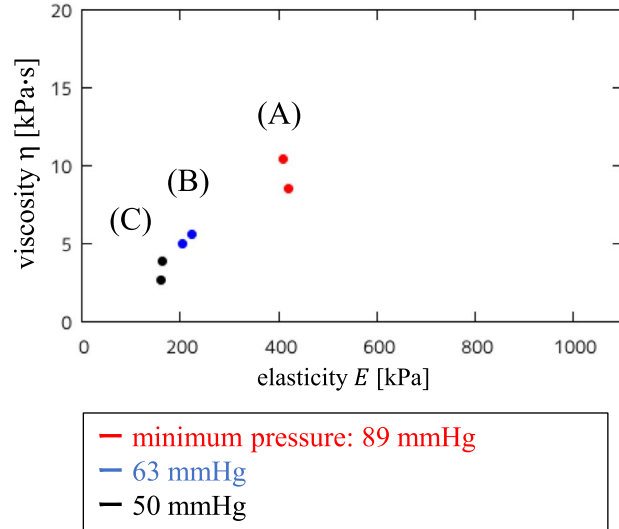 20
15
10
5
0
viscosity η [kPa·s]
(A)
(B)
(C)
0 200 400 600 800 1000
elasticity E [kPa]
minimum pressure: 89 mmHg
63 mmHg
50 mmHg